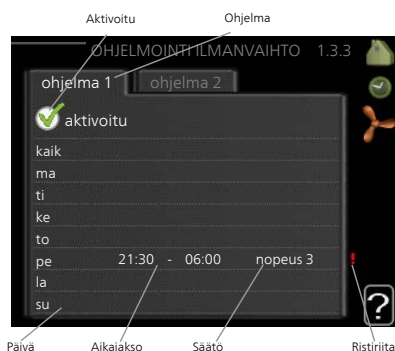 Aktivoitu Ohjelma
OHJELMOINTI ILMANVAIHTO 1.3.3
ohjelma 1 ohjelma 2
aktivoitu
kaik
ma
ti
ke
to
pe 21:30 - 06:00 nopeus 3 !
la
su
?
Päivä Aikajakso Säätö Ristiriita